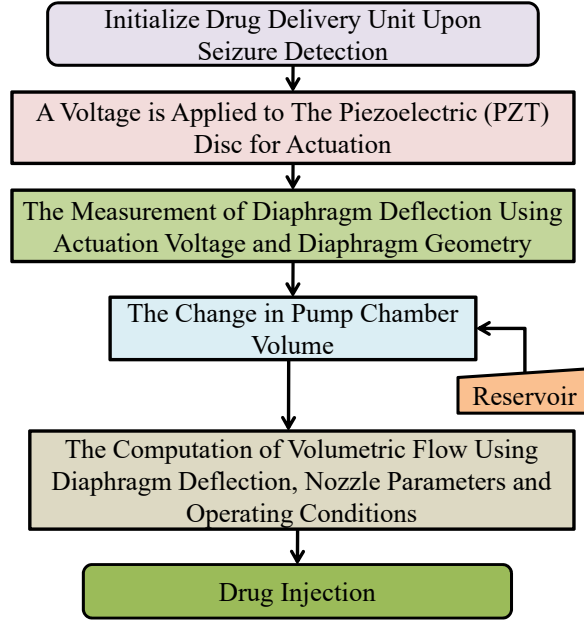 Initialize Drug Delivery Unit Upon
Seizure Detection
A Voltage is Applied to The Piezoelectric (PZT)
Disc for Actuation
The Measurement of Diaphragm Deflection Using
Actuation Voltage and Diaphragm Geometry
The Change in Pump Chamber
Volume
Reservoir
The Computation of Volumetric Flow Using
Diaphragm Deflection, Nozzle Parameters and
Operating Conditions
Drug Injection